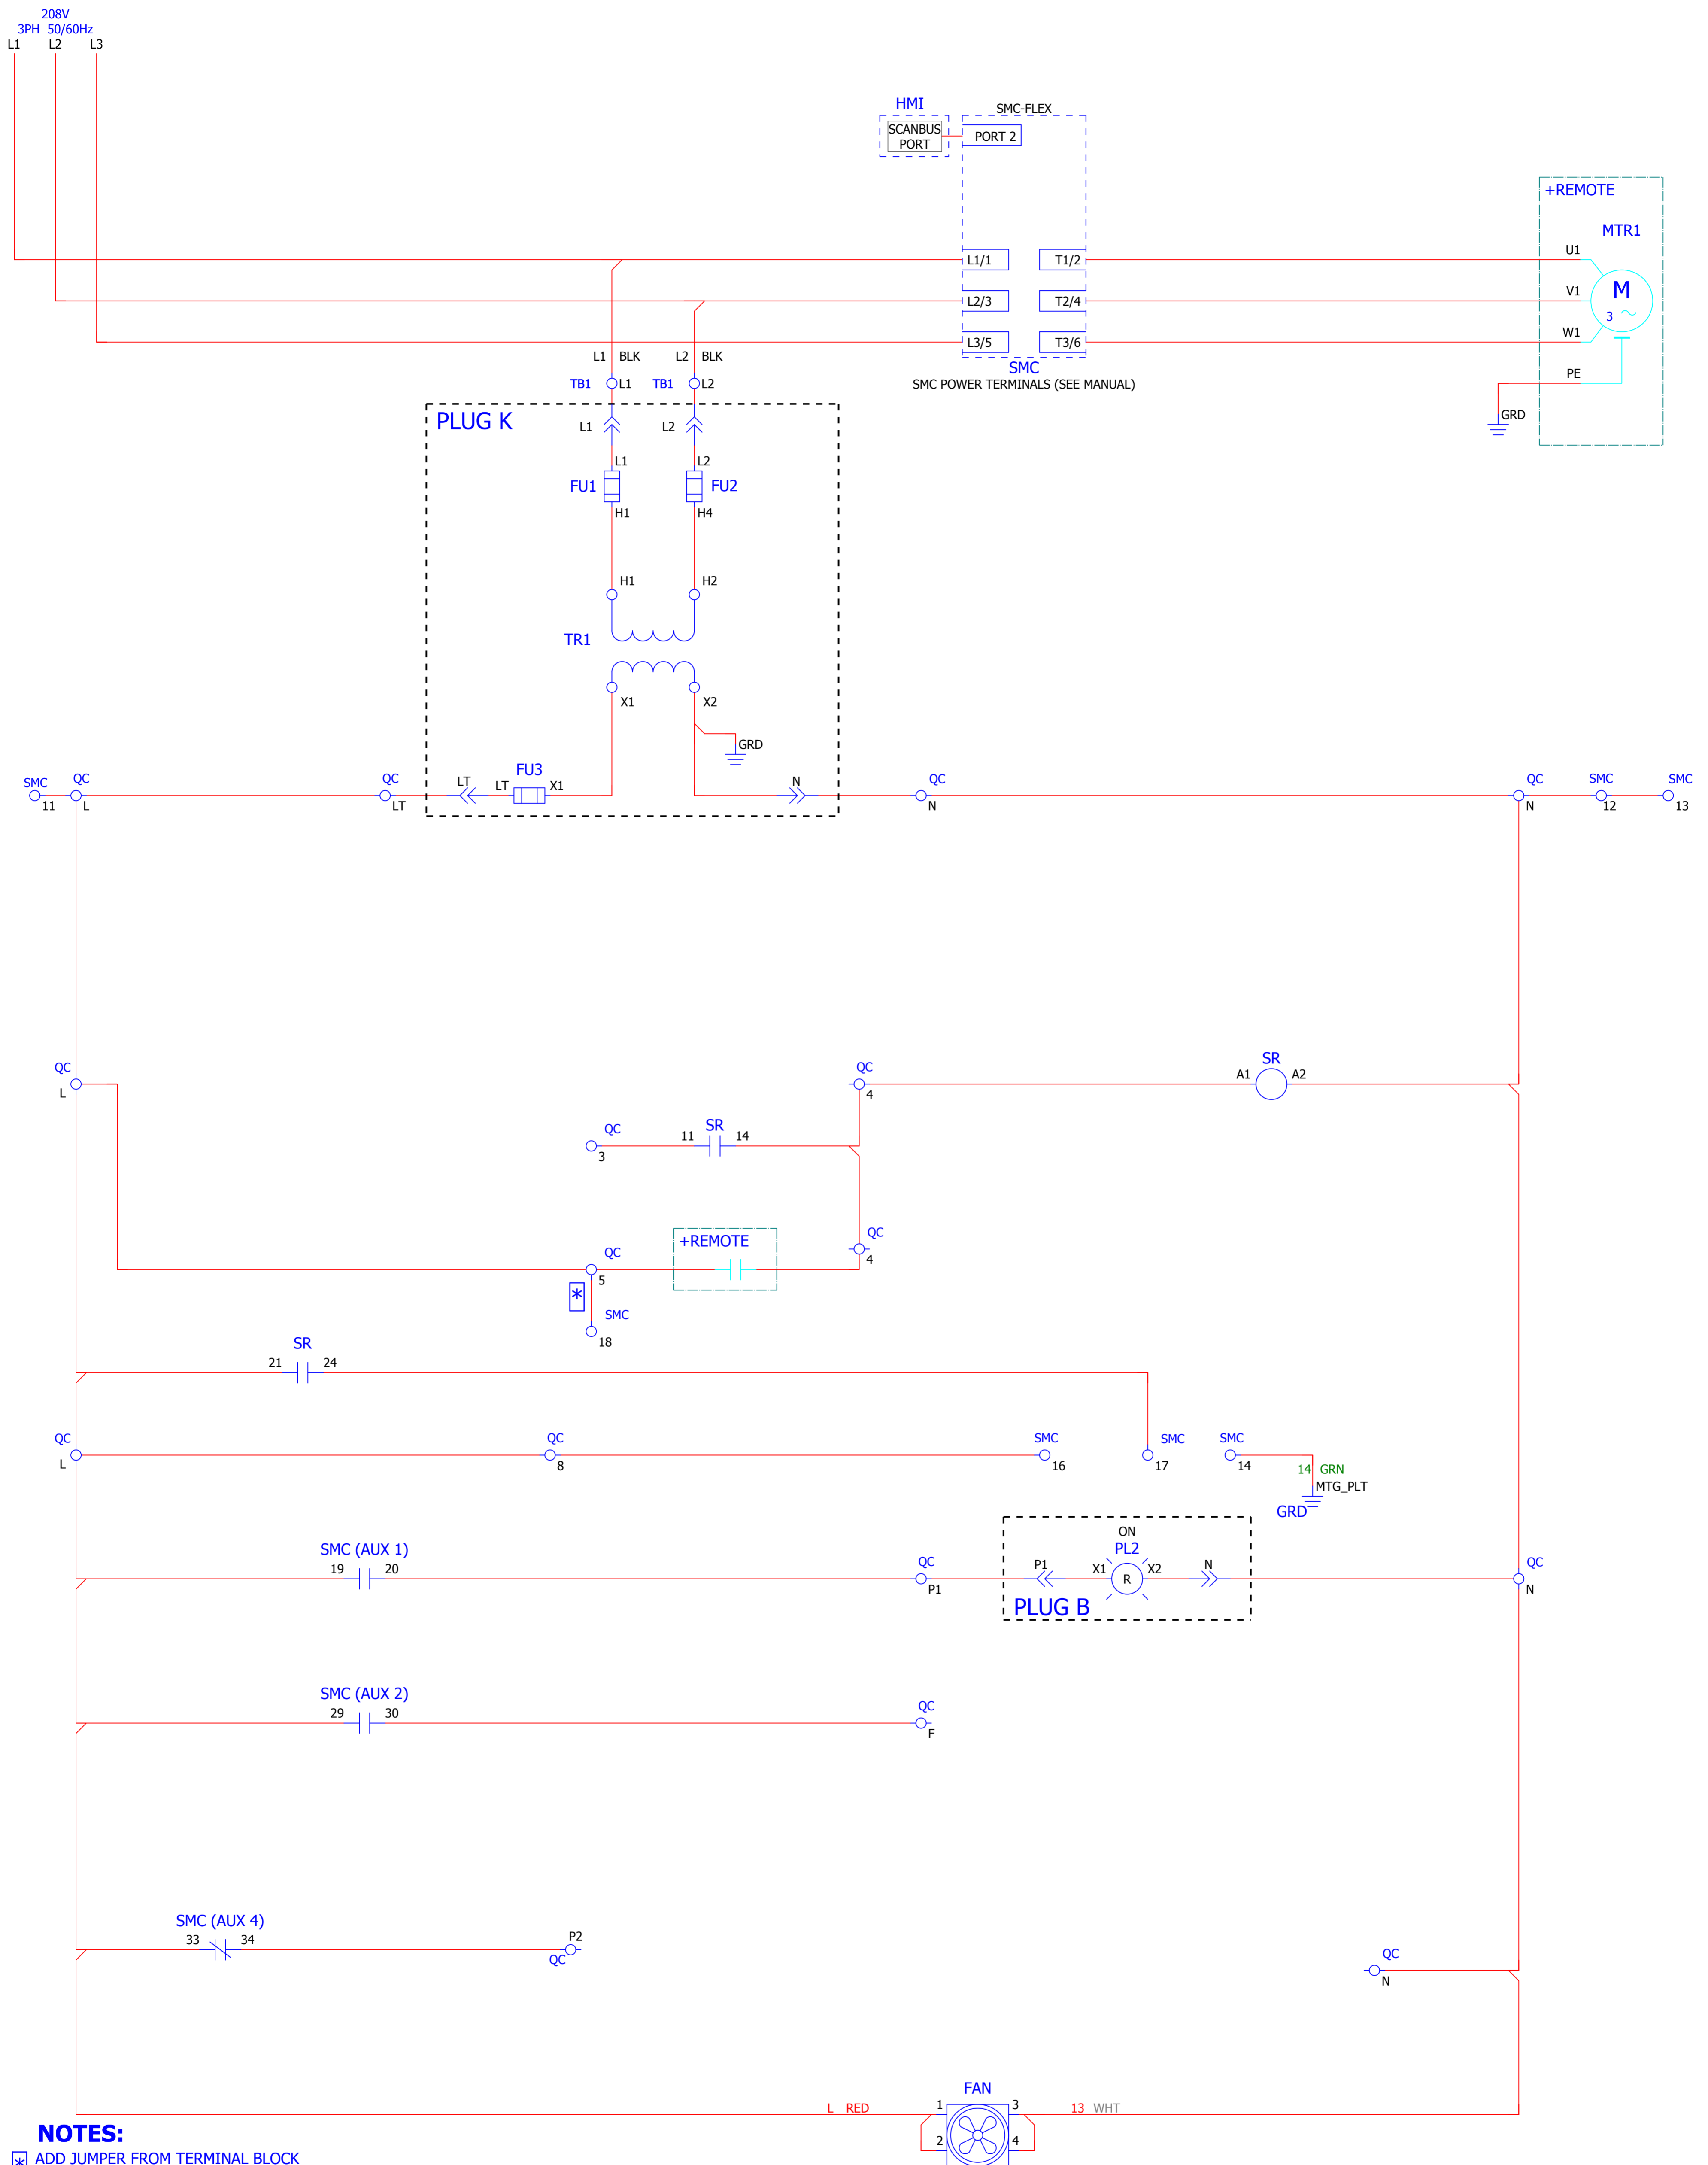 208V
3PH 50/60Hz
L1 L2 L3
HMI
SCANBUS
PORT
SMC-FLEX
PORT 2
+REMOTE
MTR1
L1/1 T1/2 U1
L2/3 T2/4 V1
M
3
L3/5 T3/6 W1
SMC
SMC POWER TERMINALS (SEE MANUAL)
PE
GRD
L1 BLK L2 BLK
TB1 L1 TB1 L2
PLUG K
L1 L2
L1 L2
FU1 FU2
H1 H4
H1 H2
TR1
X1 X2
GRD
FU3
SMC QC QC LT LT X1 N QC QC SMC SMC
11 L LT N N 12 13
QC QC SR
L 4 A1 A2
QC 11 SR 14
3
+REMOTE QC
4
QC
5
*
SMC
18
SR
21 24
QC QC SMC SMC SMC
L 8 16 17 14
14 GRN
MTG_PLT
GRD
SMC (AUX 1)
19 20
QC
P1
ON
PL2
P1 X1 R X2 N
PLUG B
QC
N
SMC (AUX 2)
29 30
QC
F
SMC (AUX 4)
33 34
P2
QC
QC
N
FAN
L RED 1 3 13 WHT
2 4
NOTES:
* ADD JUMPER FROM TERMINAL BLOCK